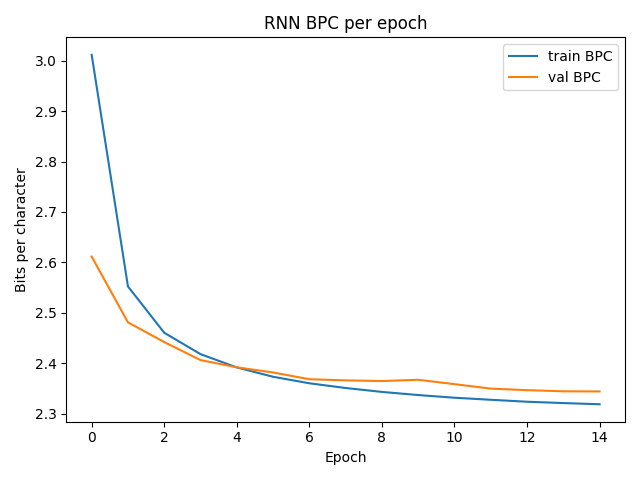 RNN BPC per epoch
train BPC
val BPC
Bits per character
3.0
2.9
2.8
2.7
2.6
2.5
2.4
2.3
0 2 4 6 8 10 12 14
Epoch